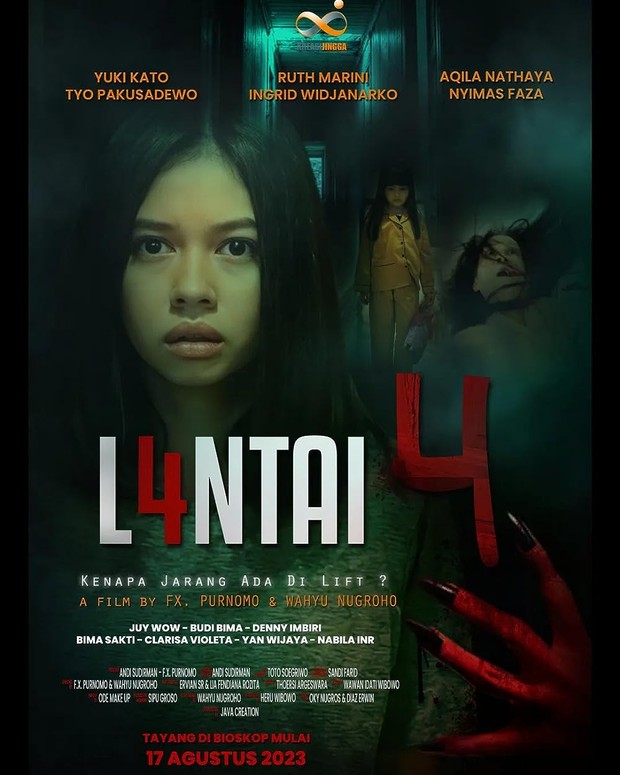 JINGGA
YUKI KATO
TYO PAKUSADEWO
RUTH MARINI
INGRID WIDJANARKO
AQILA NATHAYA
NYIMAS FAZA
L4NTAI 4
KENAPA JARANG ADA DI LIFT ?
A FILM BY FX. PURNOMO & WAHYU NUGROHO
JUY WOW - BUDI BIMA - DENNY IMBIRI
BIMA SAKTI - CLARISA VIOLETA - YAN WIJAYA - NABILA INR
ANDI SUDIRMAN - F.X. PURNOMO ANDI SUDIRMAN TOTO SOEGRIWO SANDI FARID
F.X. PURNOMO & WAHYU NUGROHO ERVIAN SR & LIA FENDIANA ROZITA THOERSI ARGESWARA WAWAN IDATI WIBOWO
ODE MAKE UP SIPU GROSO WAHYU NUGROHO HERU WIBOWO OKY NUGROS & DIAZ ERWIN
JAVA CREATION
TAYANG DI BIOSKOP MULAI
17 AGUSTUS 2023